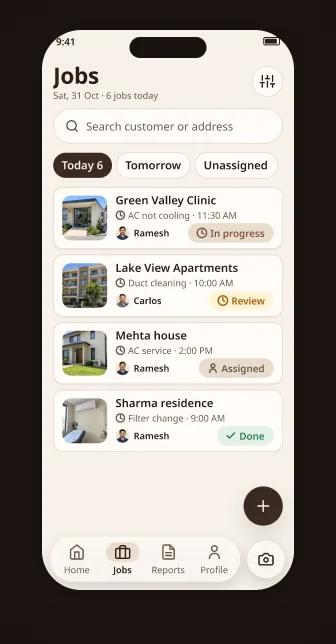 9:41
Jobs
Sat, 31 Oct · 6 jobs today
Search customer or address
Today 6
Tomorrow
Unassigned
Green Valley Clinic
AC not cooling · 11:30 AM
Ramesh
In progress
Lake View Apartments
Duct cleaning · 10:00 AM
Carlos
Review
Mehta house
AC service · 2:00 PM
Ramesh
Assigned
Sharma residence
Filter change · 9:00 AM
Ramesh
Done
Home
Jobs
Reports
Profile